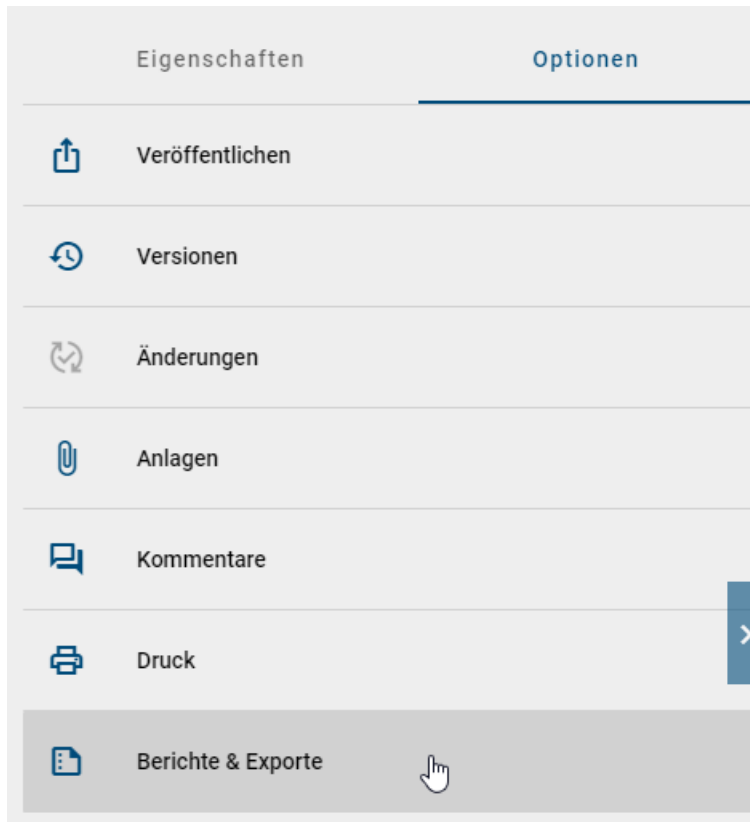 Eigenschaften Optionen
Veröffentlichen
Versionen
Änderungen
Anlagen
Kommentare
Druck
Berichte & Exporte